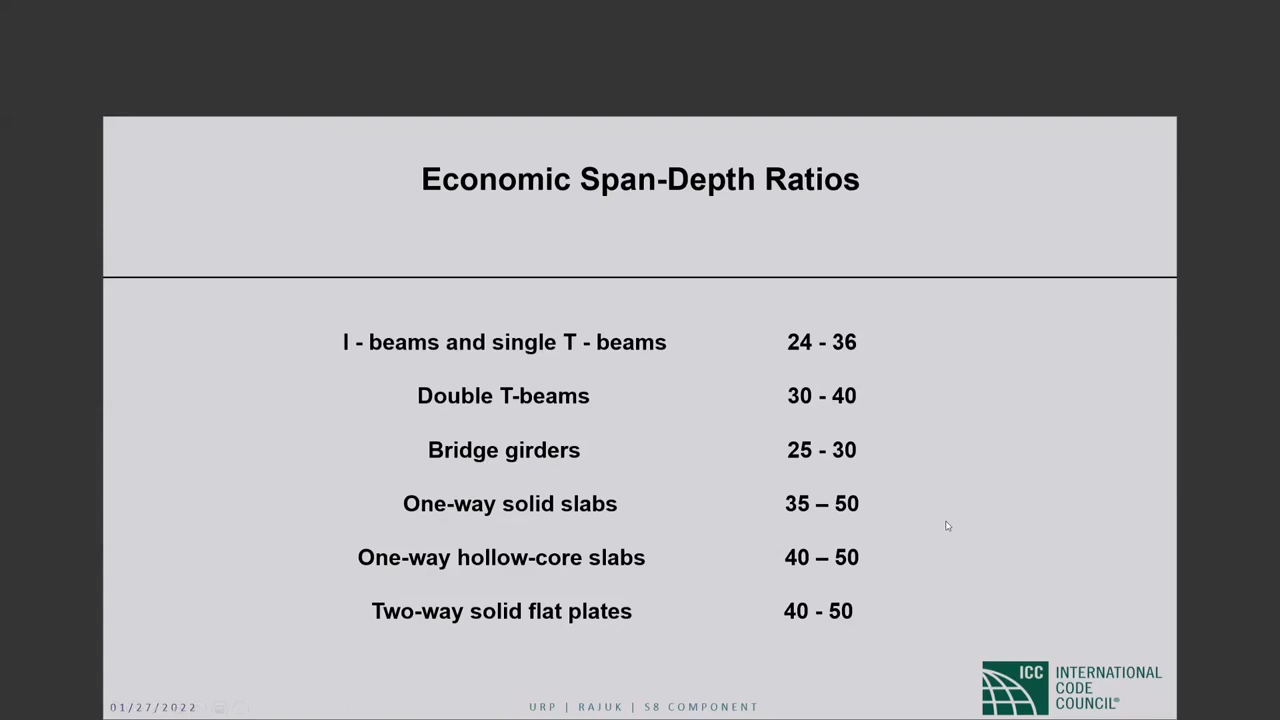 Economic Span-Depth Ratios
I - beams and single T - beams 24 - 36
Double T-beams 30 - 40
Bridge girders 25 - 30
One-way solid slabs 35 – 50
One-way hollow-core slabs 40 – 50
Two-way solid flat plates 40 - 50
ICC INTERNATIONAL
CODE
COUNCIL®
01/27/2022 URP | RAJUK | S8 COMPONENT